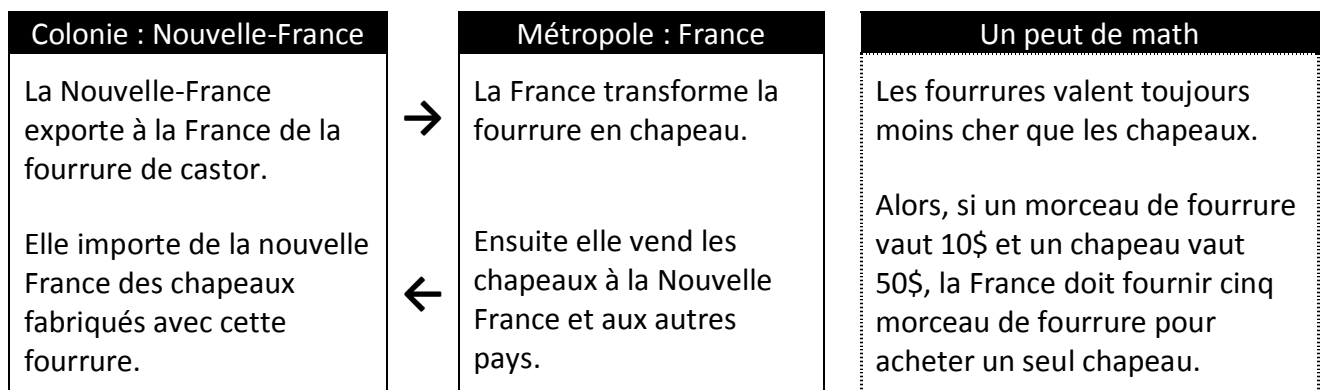 Colonie : Nouvelle-France
La Nouvelle-France
exporte à la France de la
fourrure de castor.
Elle importe de la nouvelle
France des chapeaux
fabriqués avec cette
fourrure.
→
←
Métropole : France
La France transforme la
fourrure en chapeau.
Ensuite elle vend les
chapeaux à la Nouvelle
France et aux autres
pays.
Un peut de math
Les fourrures valent toujours
moins cher que les chapeaux.
Alors, si un morceau de fourrure
vaut 10$ et un chapeau vaut
50$, la France doit fournir cinq
morceau de fourrure pour
acheter un seul chapeau.